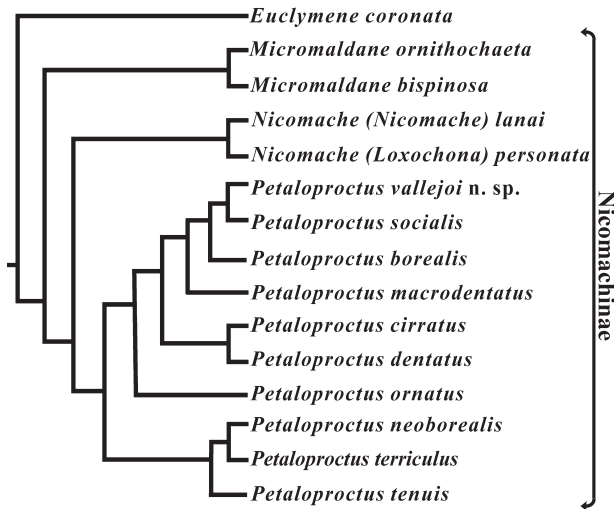 Euclymene coronata
Micromaldane ornithochaeta
Micromaldane bispinosa
Nicomache (Nicomache) lanai
Nicomache (Loxochona) personata
Petaloproctus vallejoi n. sp.
Petaloproctus socialis
Petaloproctus borealis
Petaloproctus macrodentatus
Petaloproctus cirratus
Petaloproctus dentatus
Petaloproctus ornatus
Petaloproctus neoborealis
Petaloproctus terriculus
Petaloproctus tenuis
Nicomachinae